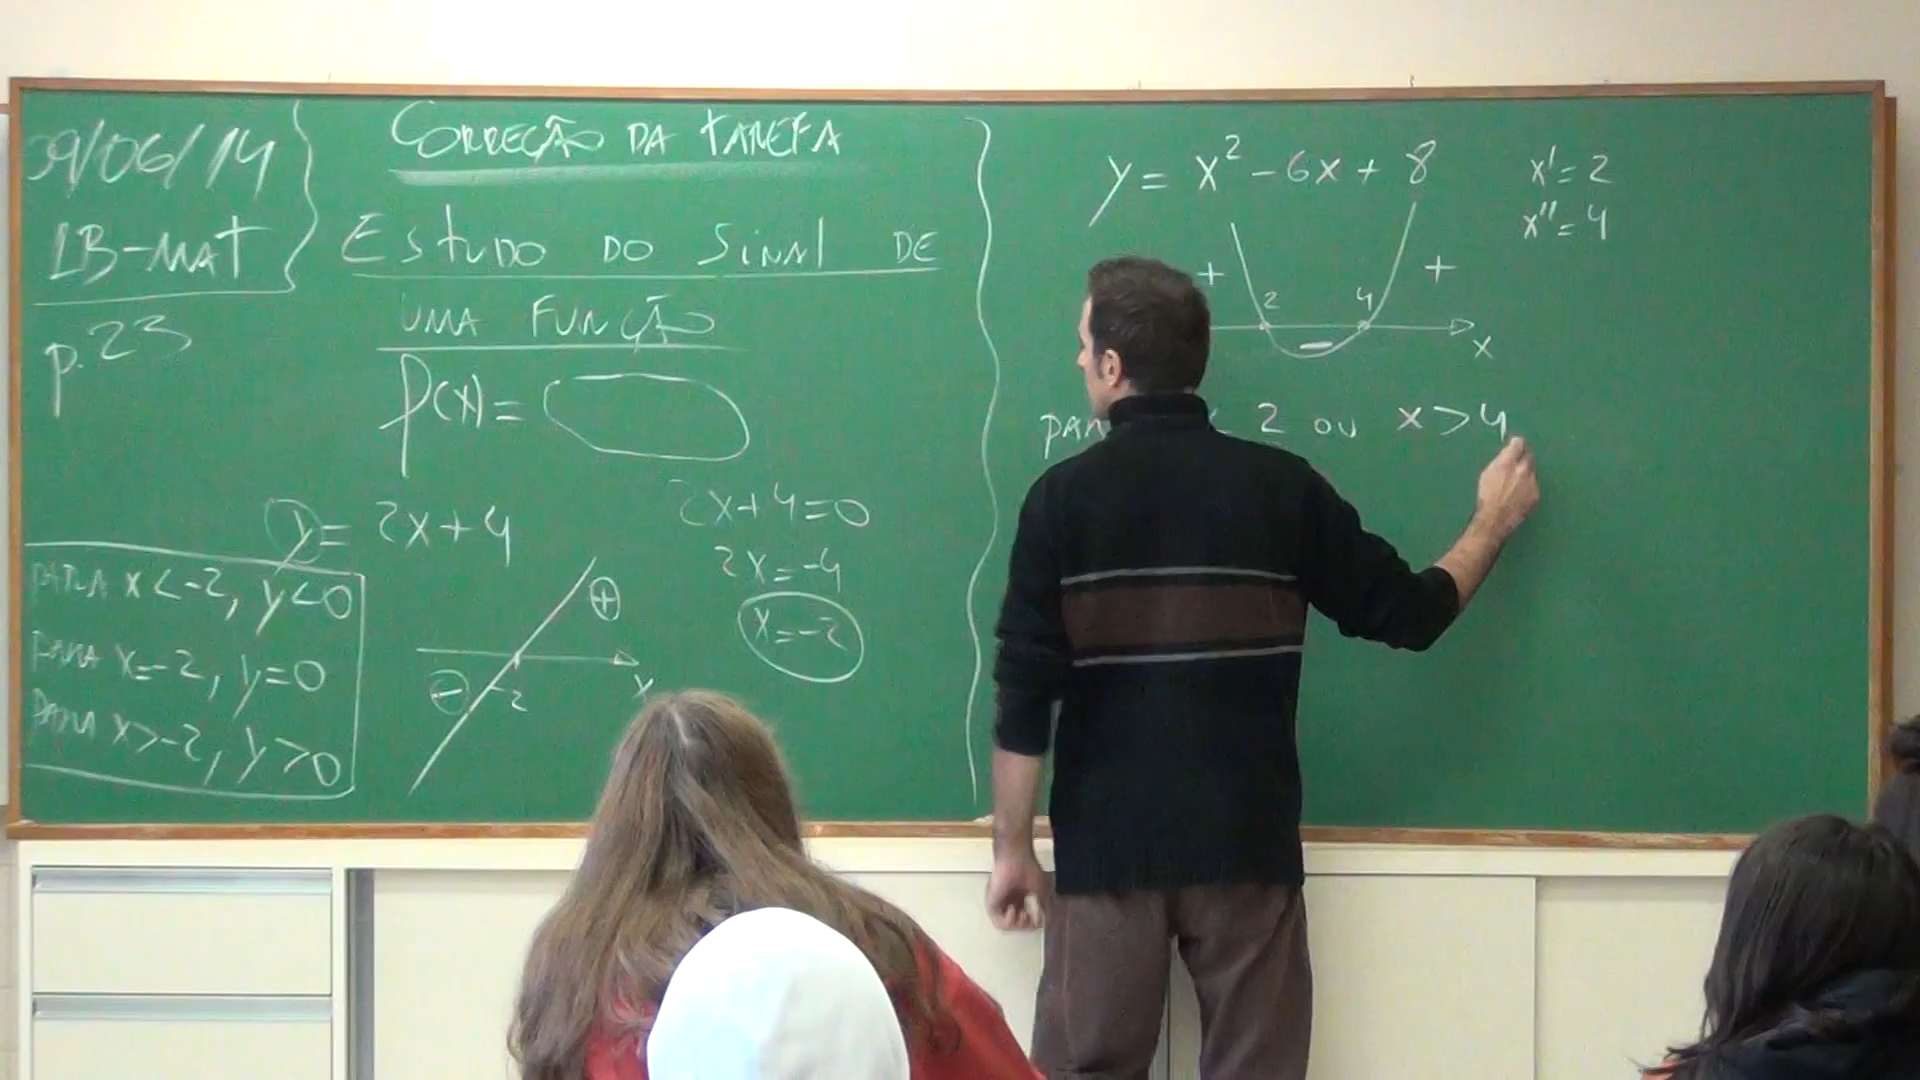 09/06/14
LB-MAT
p.23
CORREÇÃO DA TAREFA
ESTUDO DO SINAL DE
UMA FUNÇÃO
f(x) =
y = 2x+4
2x+4=0
2x=-4
x=-2
PARA x<-2, y<0
PARA x=-2, y=0
PARA x>-2, y>0
+
−
-2
x
y = x² - 6x + 8
x'=2
x''=4
+
+
2
4
−
x
< 2 ou x>4